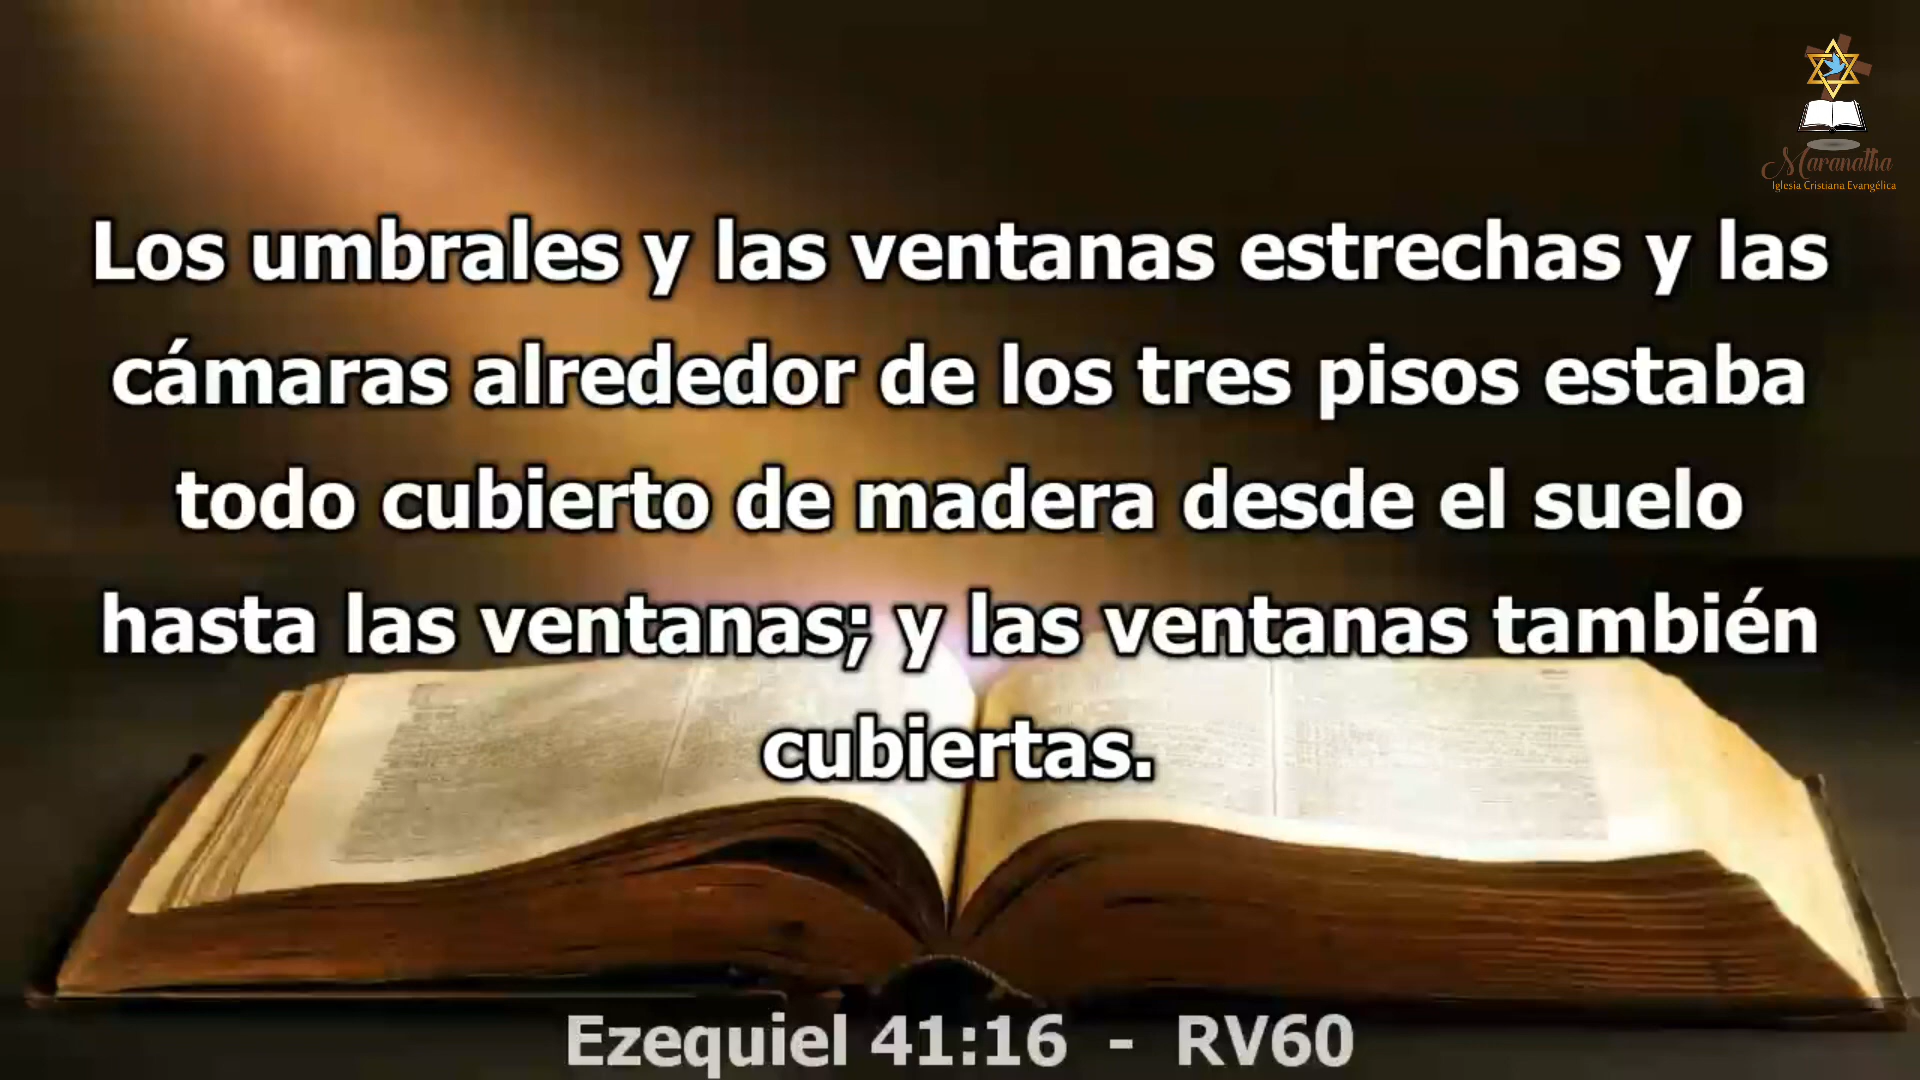 Maranatha
Iglesia Cristiana Evangélica
Los umbrales y las ventanas estrechas y las
cámaras alrededor de los tres pisos estaba
todo cubierto de madera desde el suelo
hasta las ventanas; y las ventanas también
cubiertas.
Ezequiel 41:16 - RV60